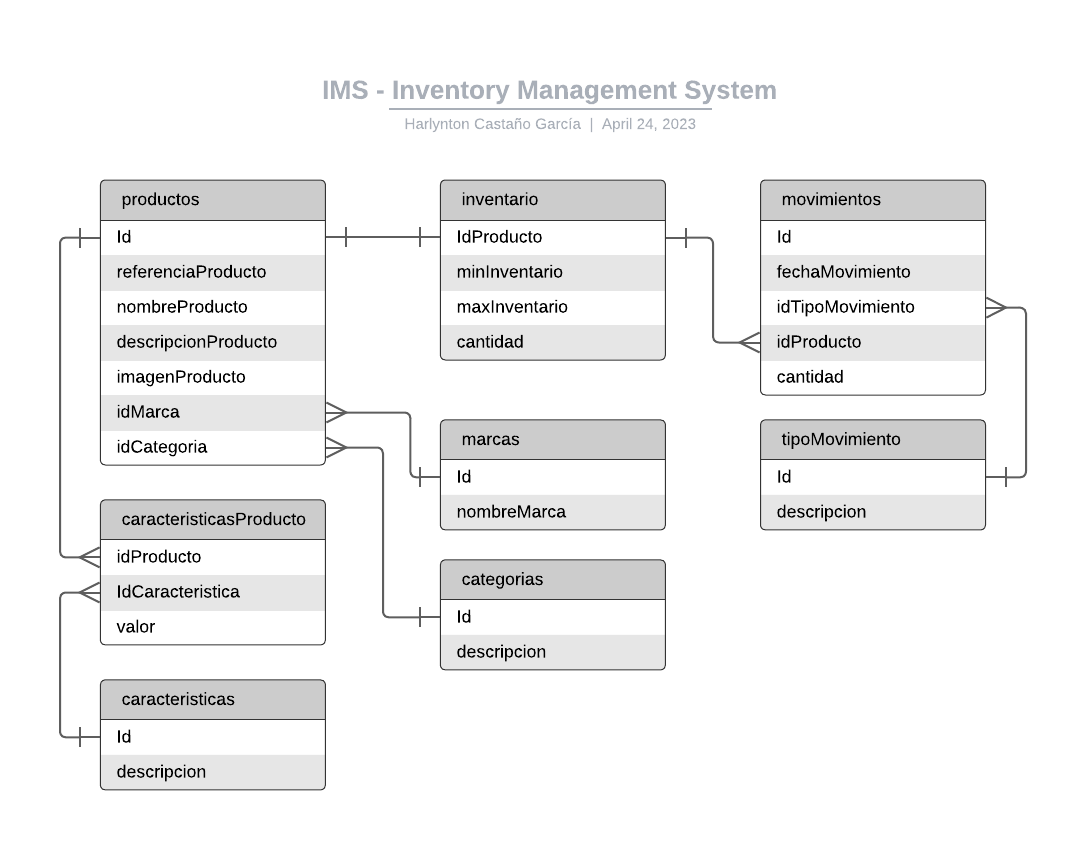 IMS - Inventory Management System
Harlynton Castaño García | April 24, 2023
productos
Id
referenciaProducto
nombreProducto
descripcionProducto
imagenProducto
idMarca
idCategoria
caracteristicasProducto
idProducto
IdCaracteristica
valor
caracteristicas
Id
descripcion
inventario
IdProducto
minInventario
maxInventario
cantidad
marcas
Id
nombreMarca
categorias
Id
descripcion
movimientos
Id
fechaMovimiento
idTipoMovimiento
idProducto
cantidad
tipoMovimiento
Id
descripcion